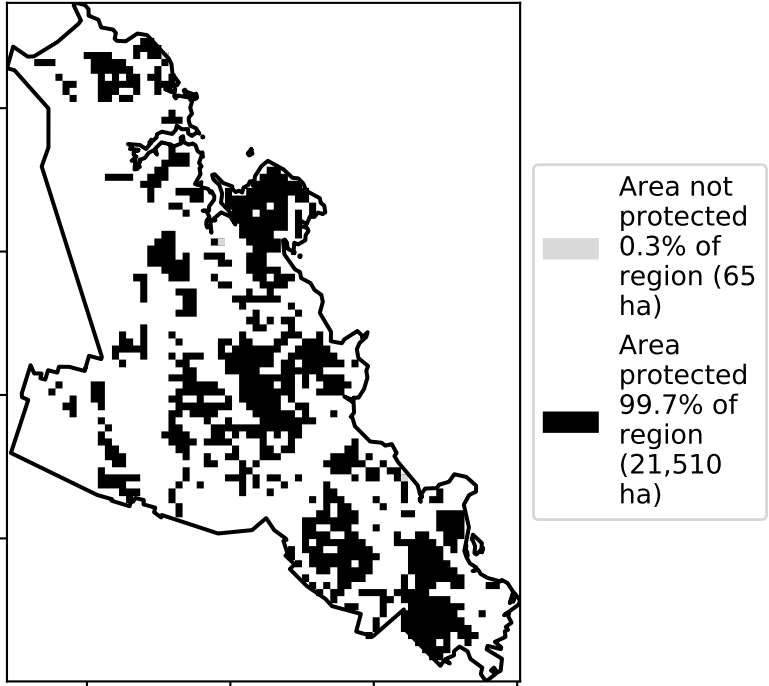 Area not
protected
0.3% of
region (65
ha)
Area
protected
99.7% of
region
(21,510
ha)